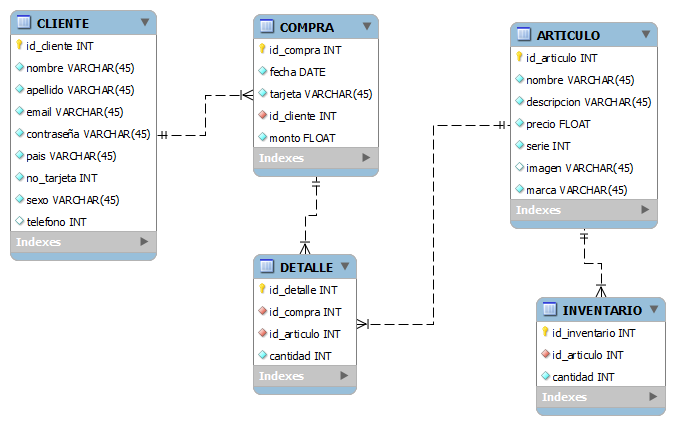 CLIENTE
id_cliente INT
nombre VARCHAR(45)
apellido VARCHAR(45)
email VARCHAR(45)
contraseña VARCHAR(45)
pais VARCHAR(45)
no_tarjeta INT
sexo VARCHAR(45)
telefono INT
Indexes
COMPRA
id_compra INT
fecha DATE
tarjeta VARCHAR(45)
id_cliente INT
monto FLOAT
Indexes
DETALLE
id_detalle INT
id_compra INT
id_articulo INT
cantidad INT
Indexes
ARTICULO
id_articulo INT
nombre VARCHAR(45)
descripcion VARCHAR(45)
precio FLOAT
serie INT
imagen VARCHAR(45)
marca VARCHAR(45)
Indexes
INVENTARIO
id_inventario INT
id_articulo INT
cantidad INT
Indexes